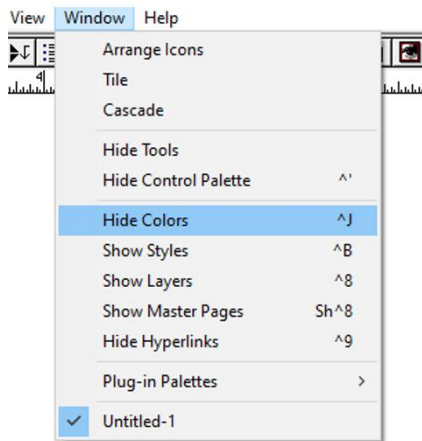 View Window Help
4
Arrange Icons
Tile
Cascade
Hide Tools
Hide Control Palette ^'
Hide Colors ^J
Show Styles ^B
Show Layers ^8
Show Master Pages Sh^8
Hide Hyperlinks ^9
Plug-in Palettes >
Untitled-1